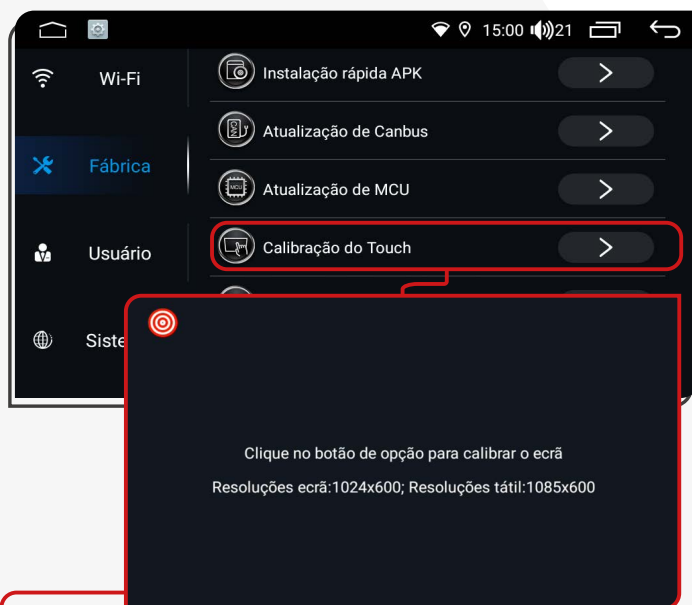 15:00 21
Wi-Fi
Instalação rápida APK
Atualização de Canbus
Fábrica
MCU
Atualização de MCU
Usuário
Calibração do Touch
Siste
Clique no botão de opção para calibrar o ecrã
Resoluções ecrã:1024x600; Resoluções tátil:1085x600